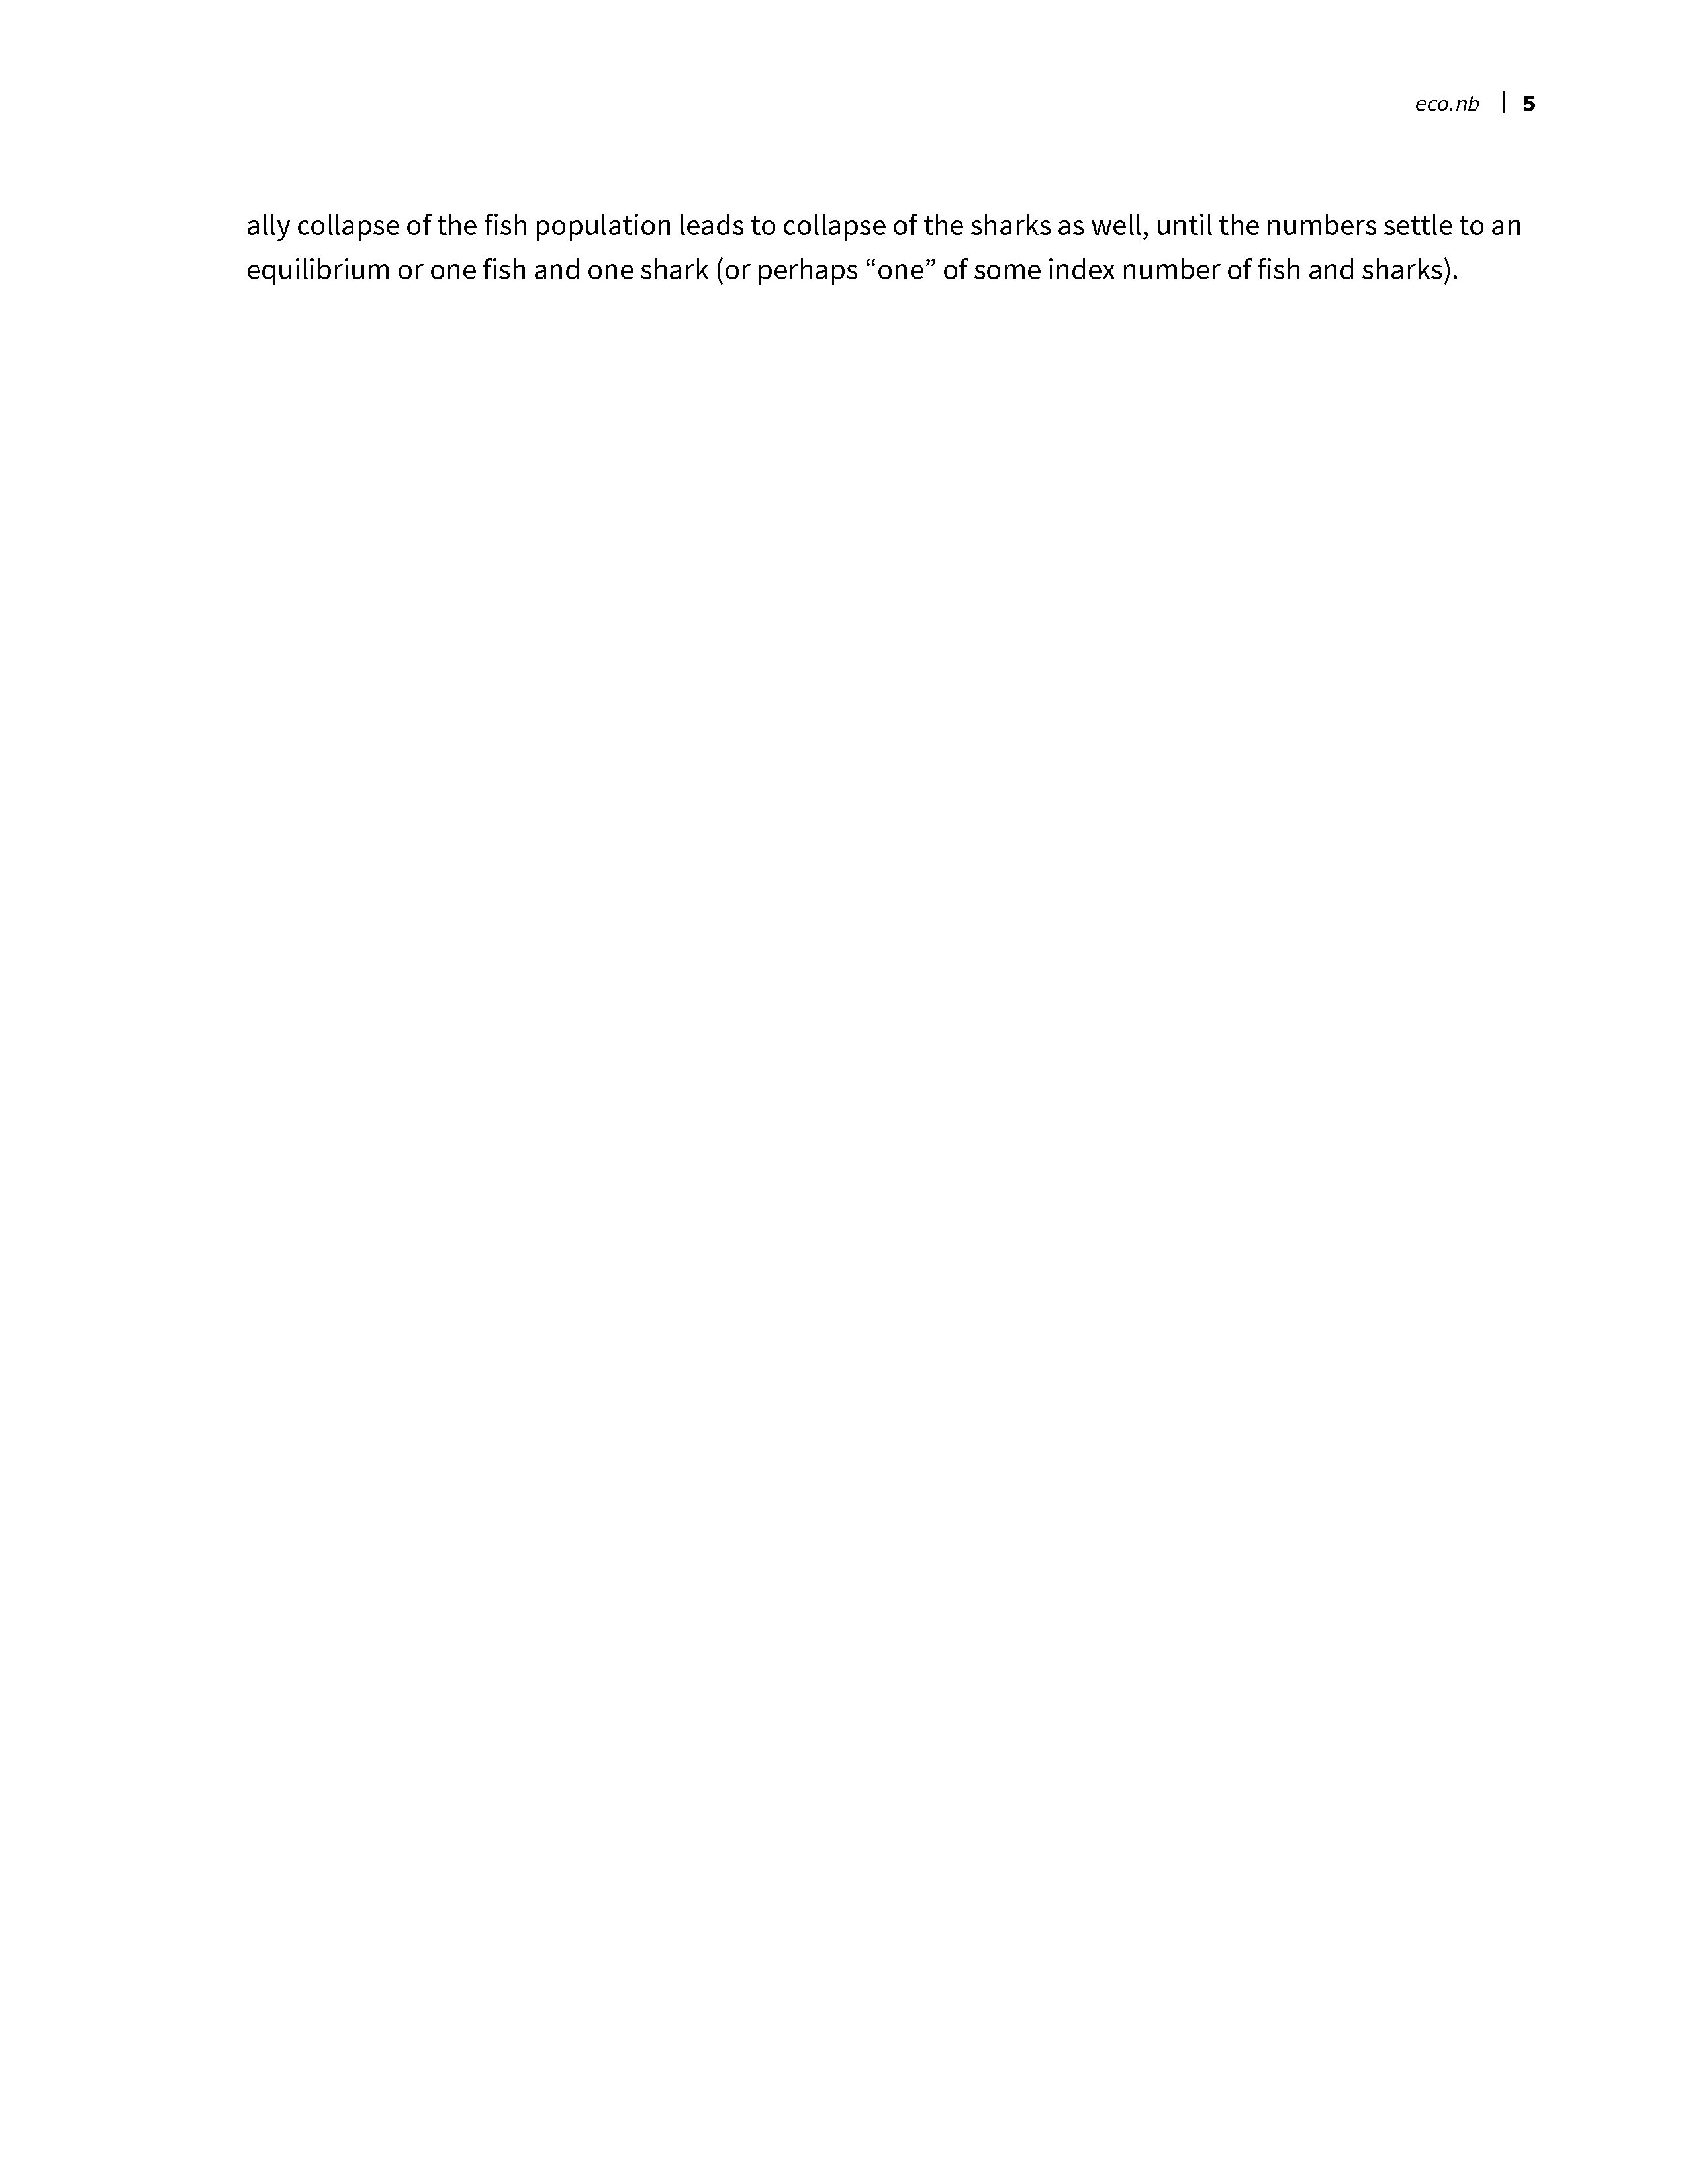 eco.nb | 5
ally collapse of the fish population leads to collapse of the sharks as well, until the numbers settle to an
equilibrium or one fish and one shark (or perhaps “one” of some index number of fish and sharks).